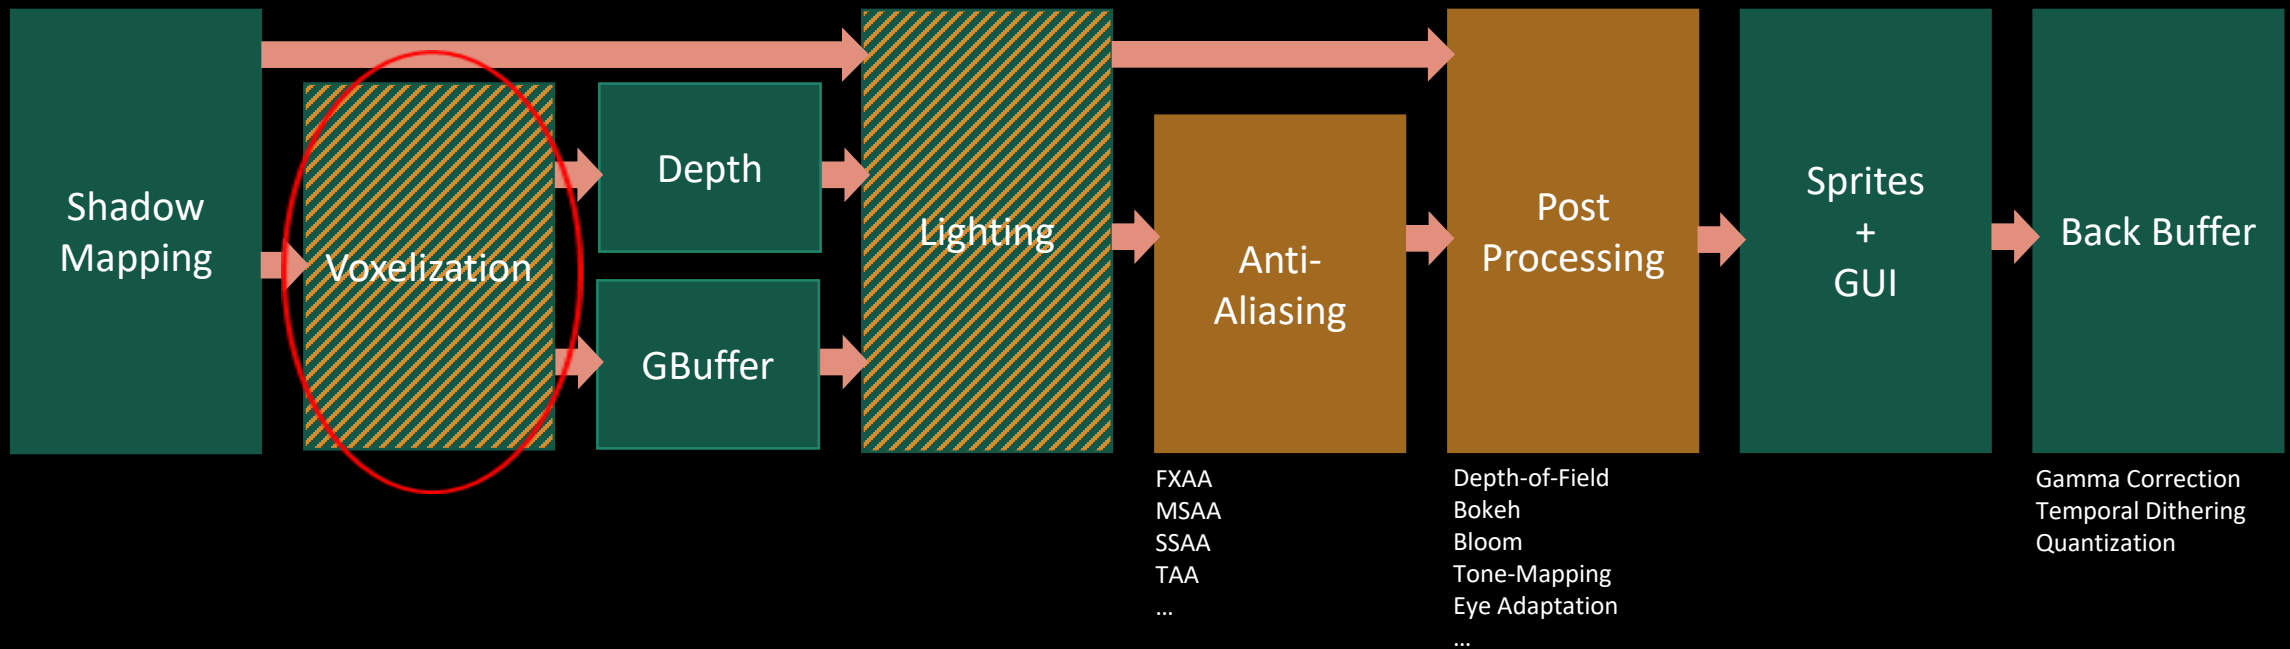 Shadow
Mapping
Voxelization
Depth
GBuffer
Lighting
Anti-
Aliasing
FXAA
MSAA
SSAA
TAA
...
Post
Processing
Depth-of-Field
Bokeh
Bloom
Tone-Mapping
Eye Adaptation
...
Sprites
+
GUI
Back Buffer
Gamma Correction
Temporal Dithering
Quantization